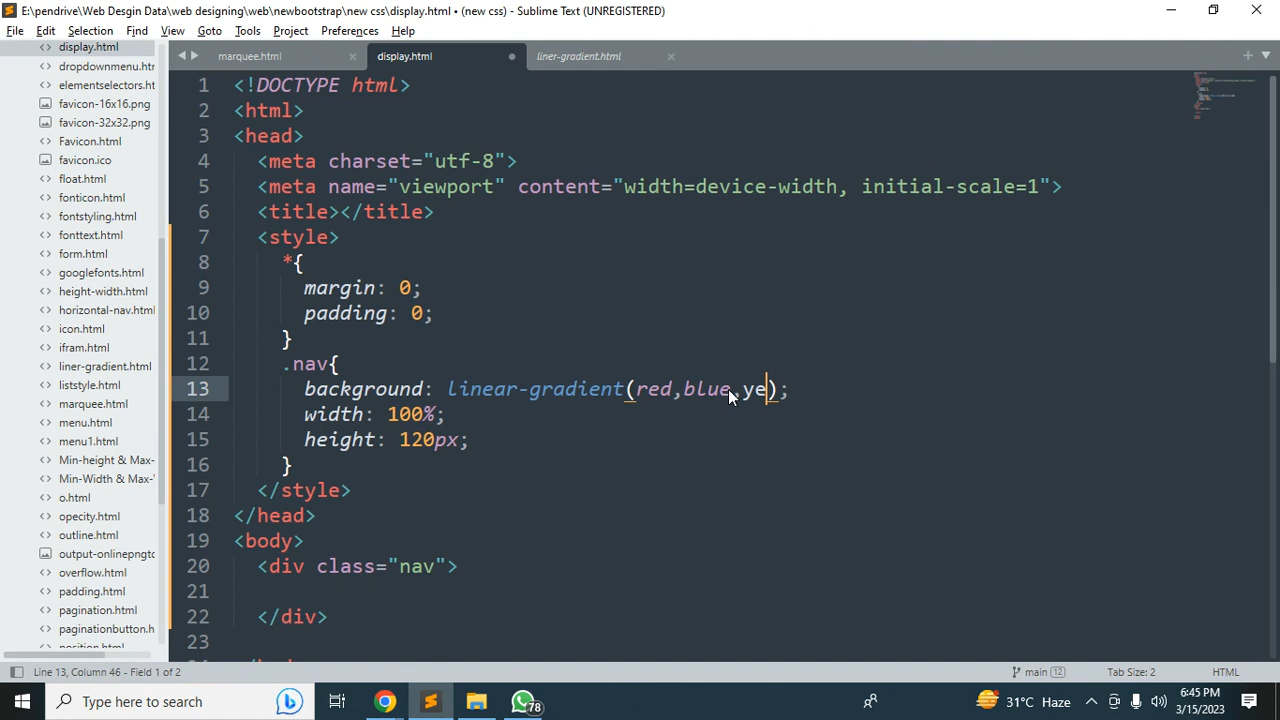 E:\pendrive\Web Desgin Data\web designing\web\newbootstrap\new css\display.html • (new css) - Sublime Text (UNREGISTERED)
File Edit Selection Find View Goto Tools Project Preferences Help
marquee.html display.html liner-gradient.html
display.html
dropdownmenu.htr
elementselectors.ht
favicon-16x16.png
favicon-32x32.png
Favicon.html
favicon.ico
float.html
fonticon.html
fontstyling.html
fonttext.html
form.html
googlefonts.html
height-width.html
horizontal-nav.html
icon.html
ifram.html
liner-gradient.html
liststyle.html
menu.html
menu1.html
Min-height & Max-
Min-Width & Max-
o.html
opecity.html
outline.html
output-onlinepngtc
overflow.html
padding.html
pagination.html
paginationbutton.h
position.html
1 <!DOCTYPE html>
2 <html>
3 <head>
4 <meta charset="utf-8">
5 <meta name="viewport" content="width=device-width, initial-scale=1">
6 <title></title>
7 <style>
8 *{
9 margin: 0;
10 padding: 0;
11 }
12 .nav{
13 background: linear-gradient(red,blue,ye);
14 width: 100%;
15 height: 120px;
16 }
17 </style>
18 </head>
19 <body>
20 <div class="nav">
21
22 </div>
23
Line 13, Column 46 - Field 1 of 2 main 12 Tab Size: 2 HTML
Type here to search 78 31°C Haze 6:45 PM
3/15/2023